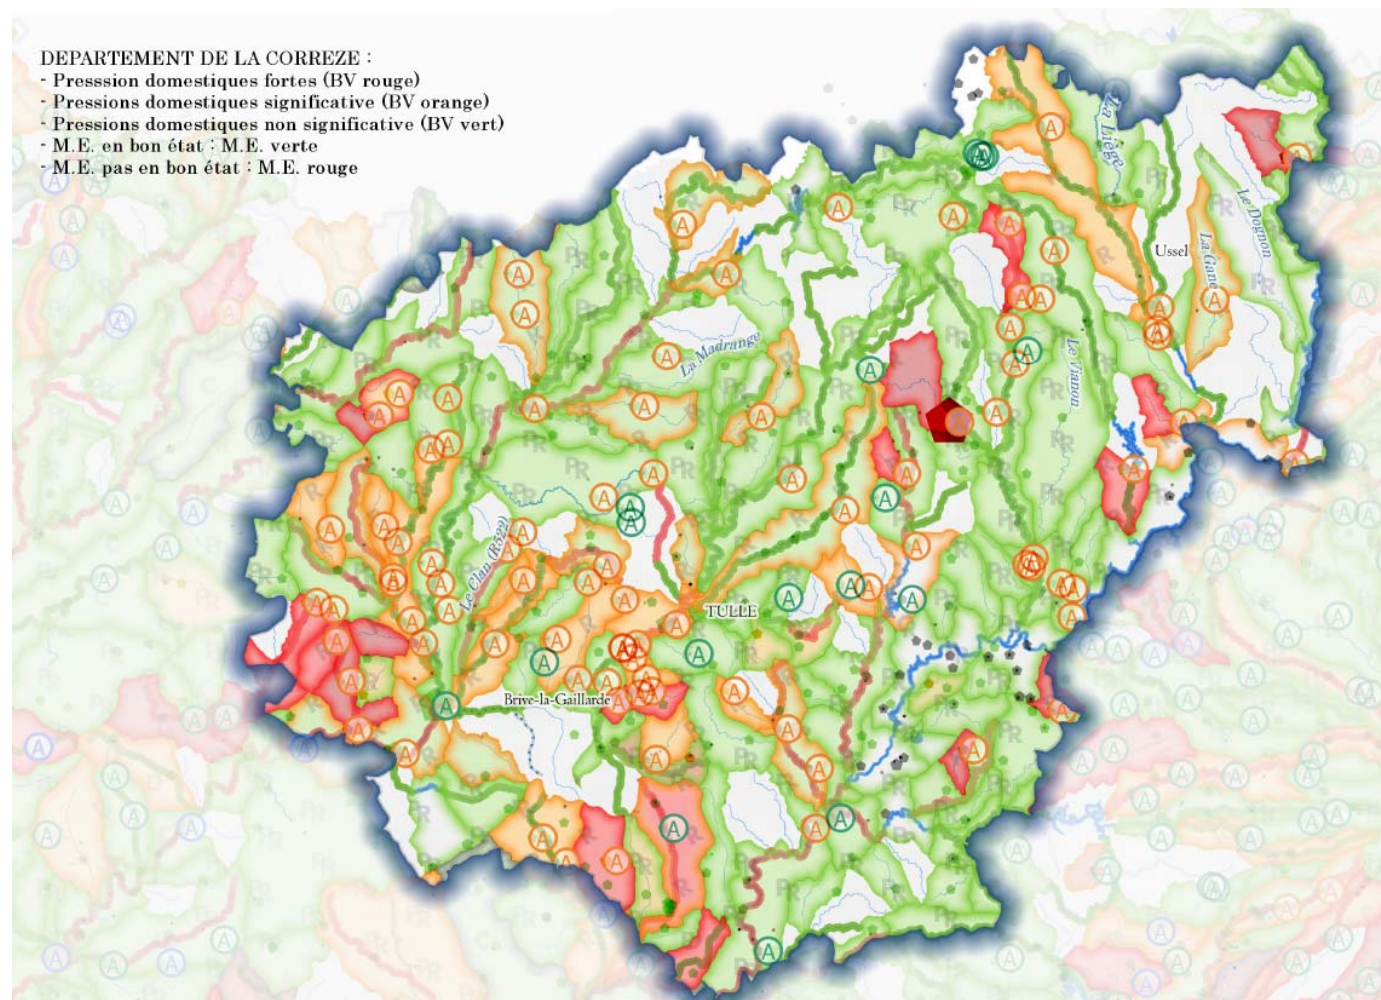 DEPARTEMENT DE LA CORREZE :
- Presssion domestiques fortes (BV rouge)
- Pressions domestiques significative (BV orange)
- Pressions domestiques non significative (BV vert)
- M.E. en bon état : M.E. verte
- M.E. pas en bon état : M.E. rouge
La Liège
Ussel
Le Dognon
La Gane
La Madrange
Le Vianon
Le Clan (R522)
TULLE
Brive-la-Gaillarde